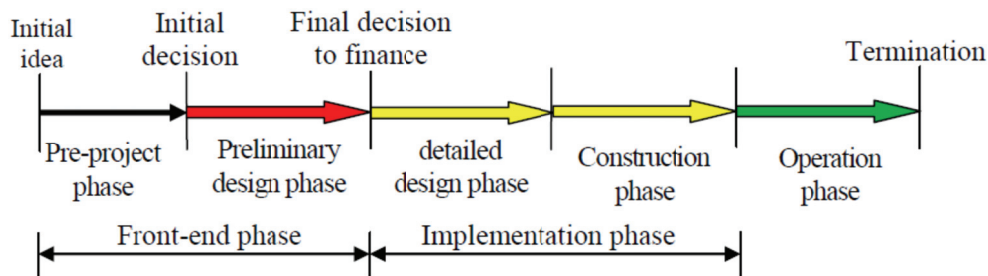 Initial
idea
Initial
decision
Final decision
to finance
Termination
Pre-project
phase
Preliminary
design phase
detailed
design phase
Construction
phase
Operation
phase
Front-end phase
Implementation phase